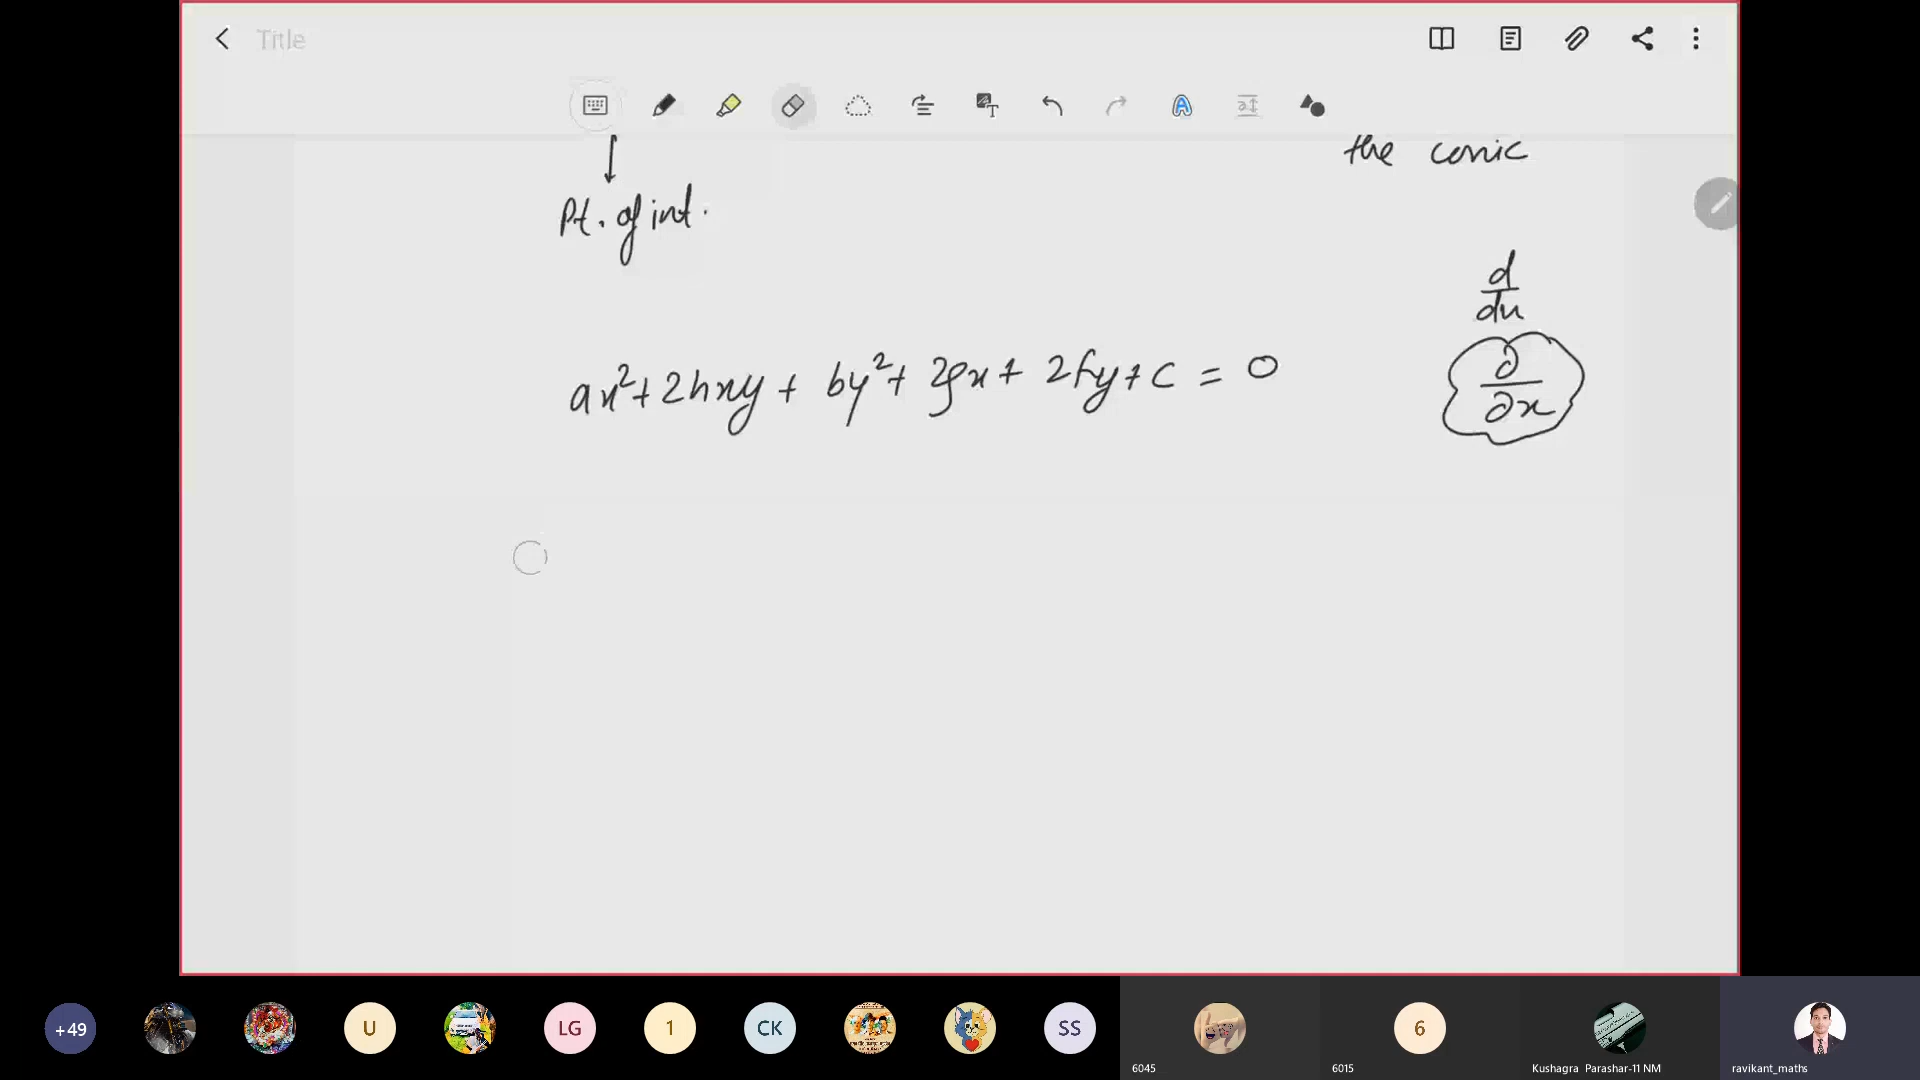 Title
the conic
Pt. of int.
d
du
ax²+2hxy + by²+ 2gx + 2fy + c = 0
∂
∂x
+49
U
LG
1
CK
SS
6
6045
6015
Kushagra Parashar-11 NM
ravikant_maths